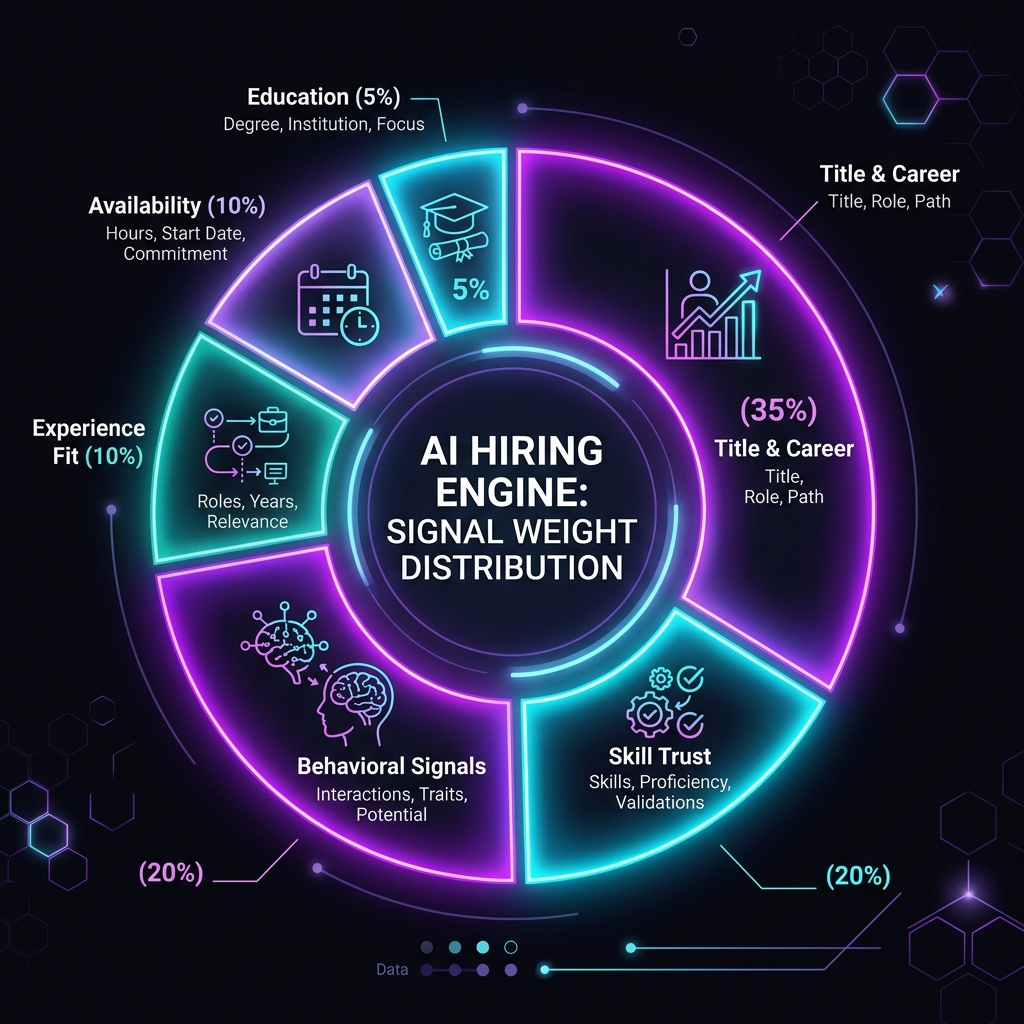 Education (5%)
Degree, Institution, Focus
5%
Title & Career
Title, Role, Path
Availability (10%)
Hours, Start Date,
Commitment
(35%)
Title & Career
Title,
Role, Path
Experience
Fit (10%)
Roles, Years,
Relevance
AI HIRING
ENGINE:
SIGNAL WEIGHT
DISTRIBUTION
Behavioral Signals
Interactions, Traits,
Potential
(20%)
Skill Trust
Skills, Proficiency,
Validations
(20%)
Data